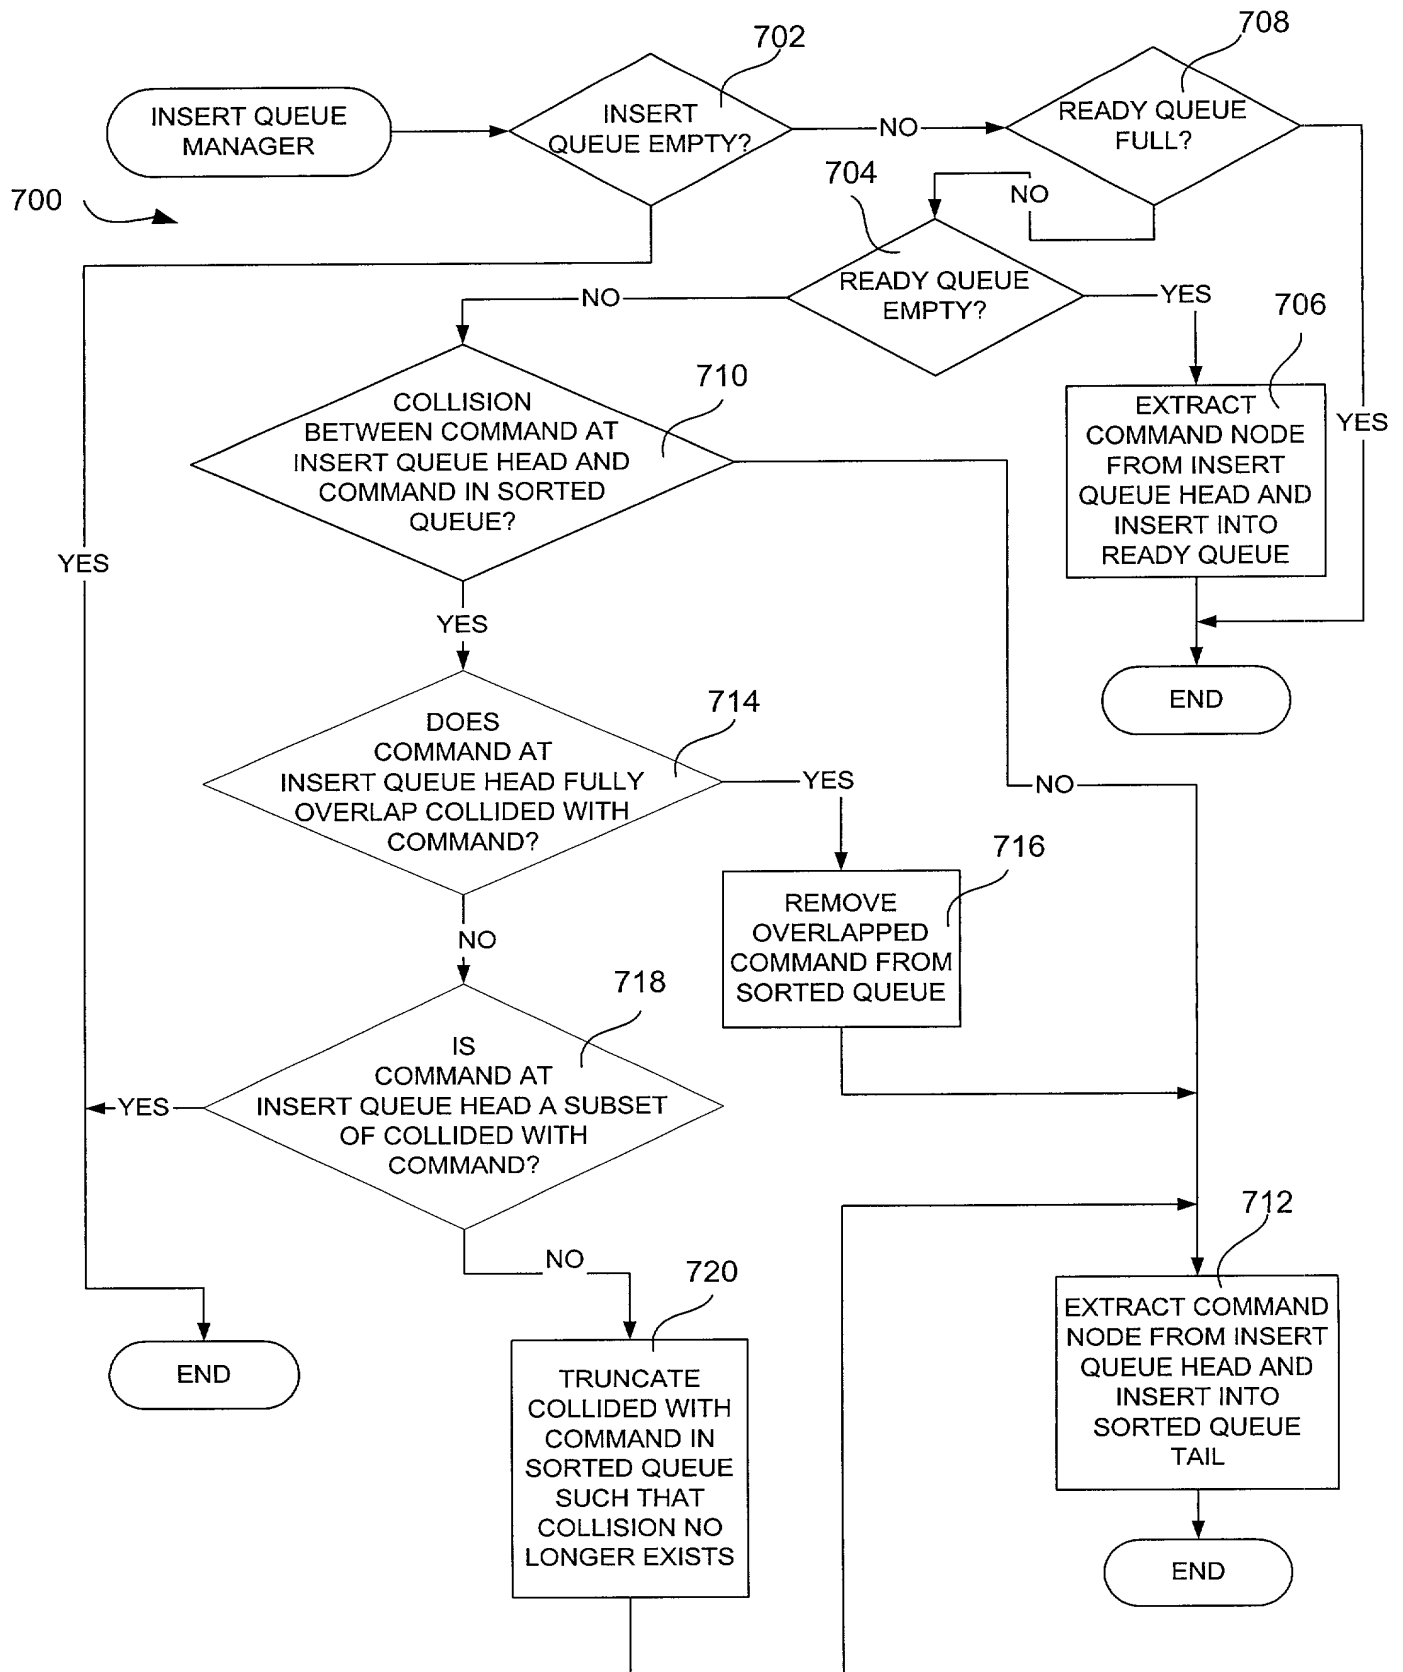 702
708
INSERT QUEUE
MANAGER
INSERT
QUEUE EMPTY?
NO
READY QUEUE
FULL?
700
704
NO
READY QUEUE
EMPTY?
NO
YES
706
710
COLLISION
BETWEEN COMMAND AT
INSERT QUEUE HEAD AND
COMMAND IN SORTED
QUEUE?
EXTRACT
COMMAND NODE
FROM INSERT
QUEUE HEAD AND
INSERT INTO
READY QUEUE
YES
YES
YES
END
714
DOES
COMMAND AT
INSERT QUEUE HEAD FULLY
OVERLAP COLLIDED WITH
COMMAND?
YES
NO
716
REMOVE
OVERLAPPED
COMMAND FROM
SORTED QUEUE
NO
718
IS
COMMAND AT
INSERT QUEUE HEAD A SUBSET
OF COLLIDED WITH
COMMAND?
YES
NO
712
720
EXTRACT COMMAND
NODE FROM INSERT
QUEUE HEAD AND
INSERT INTO
SORTED QUEUE
TAIL
END
TRUNCATE
COLLIDED WITH
COMMAND IN
SORTED QUEUE
SUCH THAT
COLLISION NO
LONGER EXISTS
END